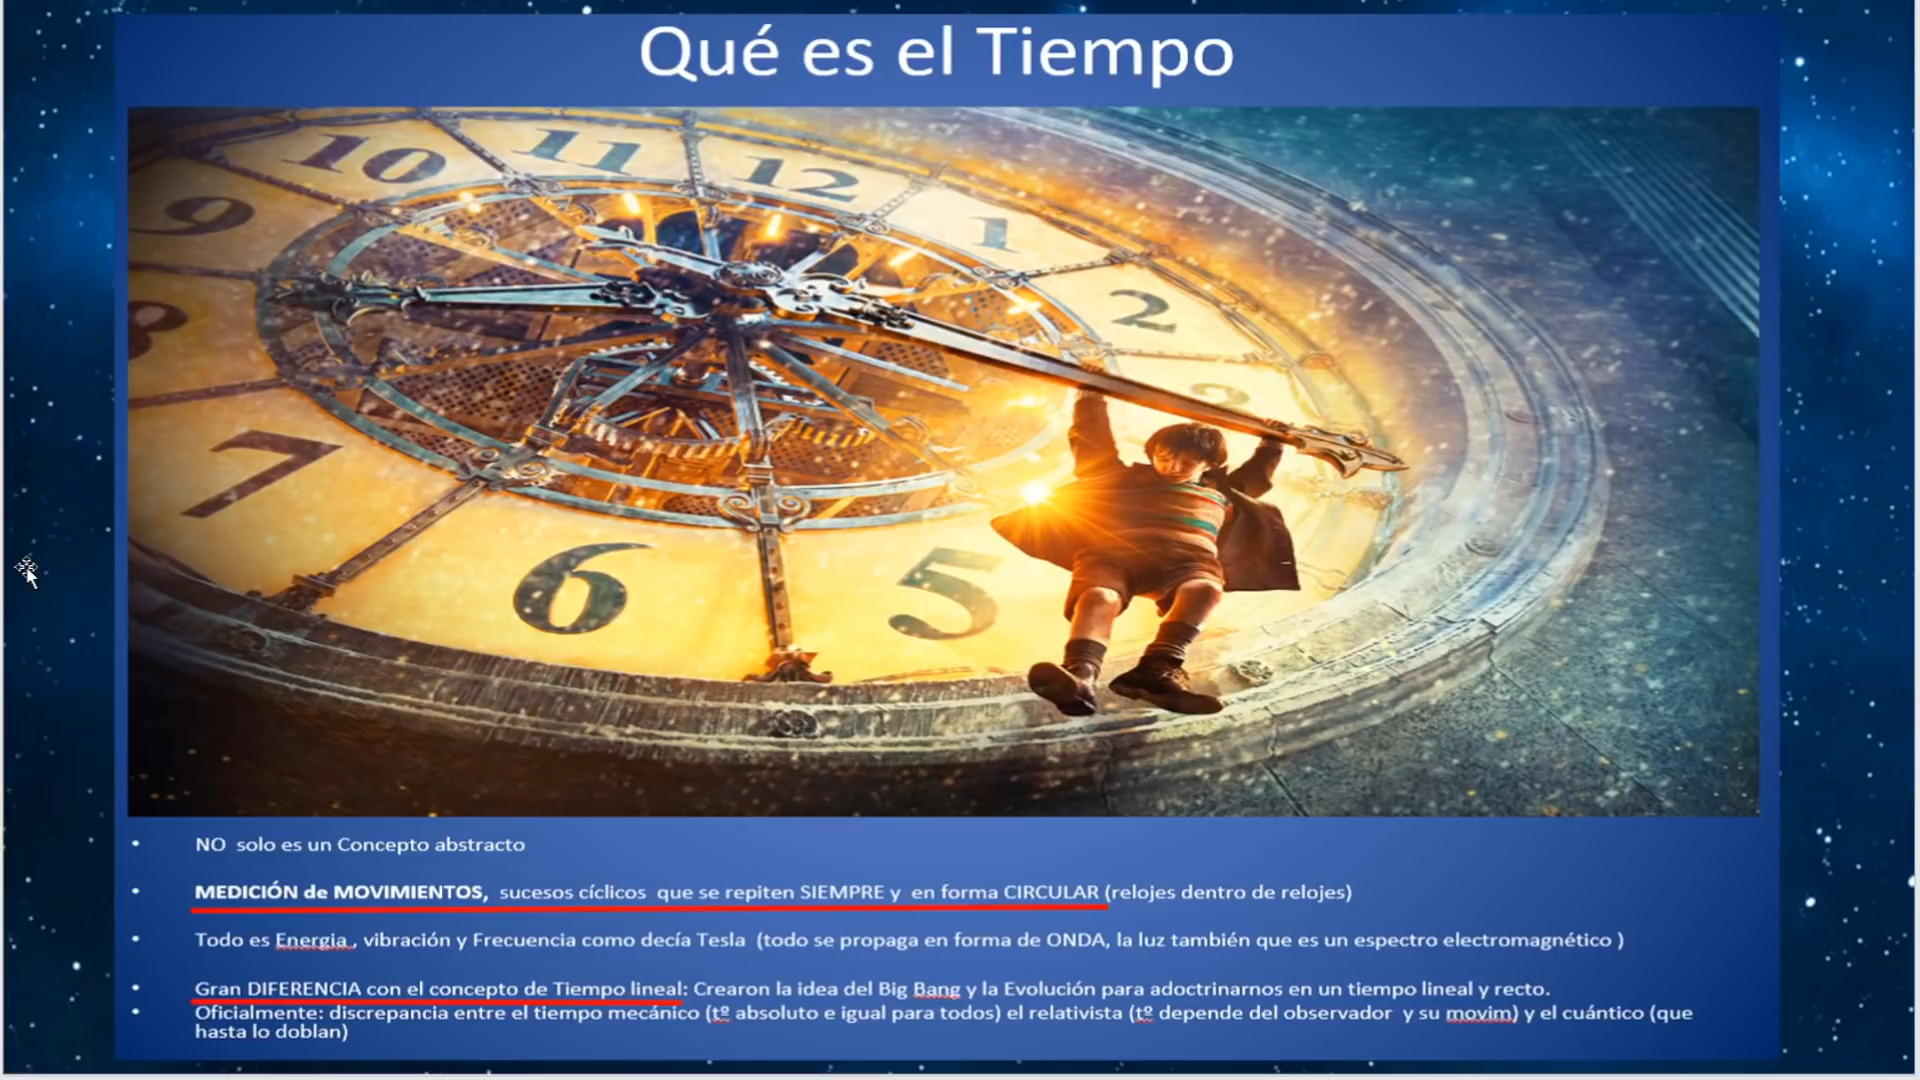 Qué es el Tiempo
10 11 12
9 1
8 2
3
7
6 5
• NO solo es un Concepto abstracto
• MEDICIÓN de MOVIMIENTOS, sucesos cíclicos que se repiten SIEMPRE y en forma CIRCULAR (relojes dentro de relojes)
• Todo es Energia , vibración y Frecuencia como decía Tesla (todo se propaga en forma de ONDA, la luz también que es un espectro electromagnético )
• Gran DIFERENCIA con el concepto de Tiempo lineal: Crearon la idea del Big Bang y la Evolución para adoctrinarnos en un tiempo lineal y recto.
• Oficialmente: discrepancia entre el tiempo mecánico (tº absoluto e igual para todos) el relativista (tº depende del observador y su movim) y el cuántico (que
hasta lo doblan)